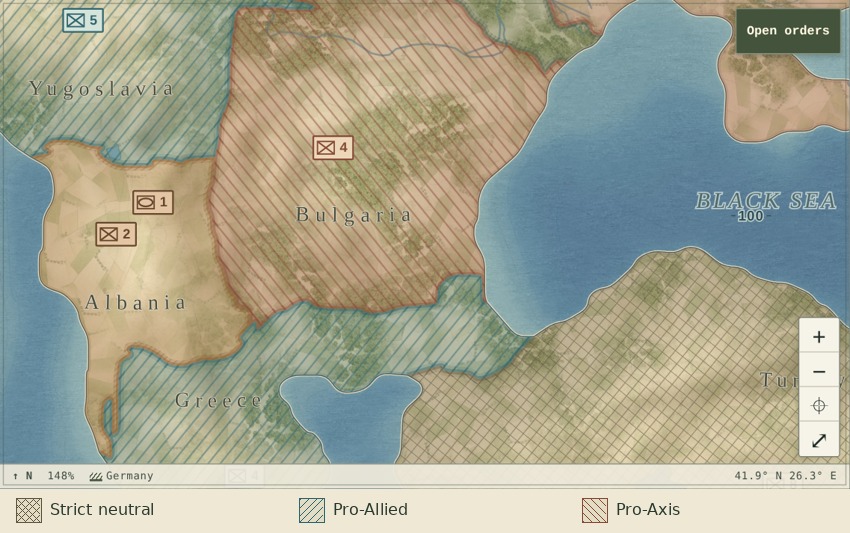 5
Open orders
Yugoslavia
4
1
BLACK SEA
Bulgaria
100
2
Albania
+
−
Greece
↑ N 148% Germany
41.9° N 26.3° E
Strict neutral
Pro-Allied
Pro-Axis